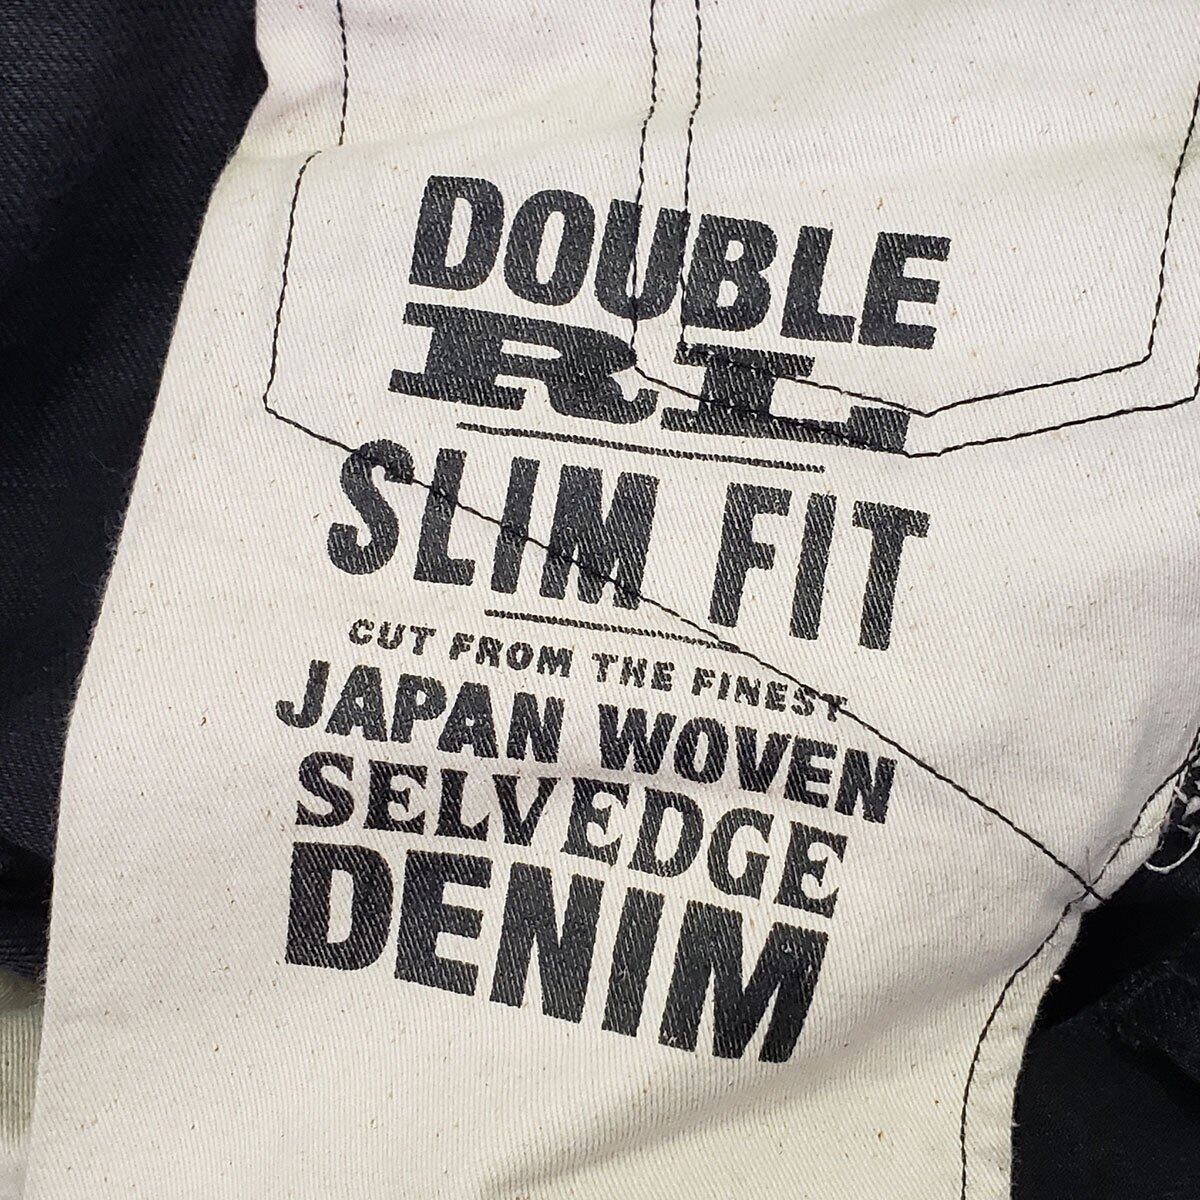 DOUBLE
RL
SLIM FIT
CUT FROM THE FINEST
JAPAN WOVEN
SELVEDGE
DENIM